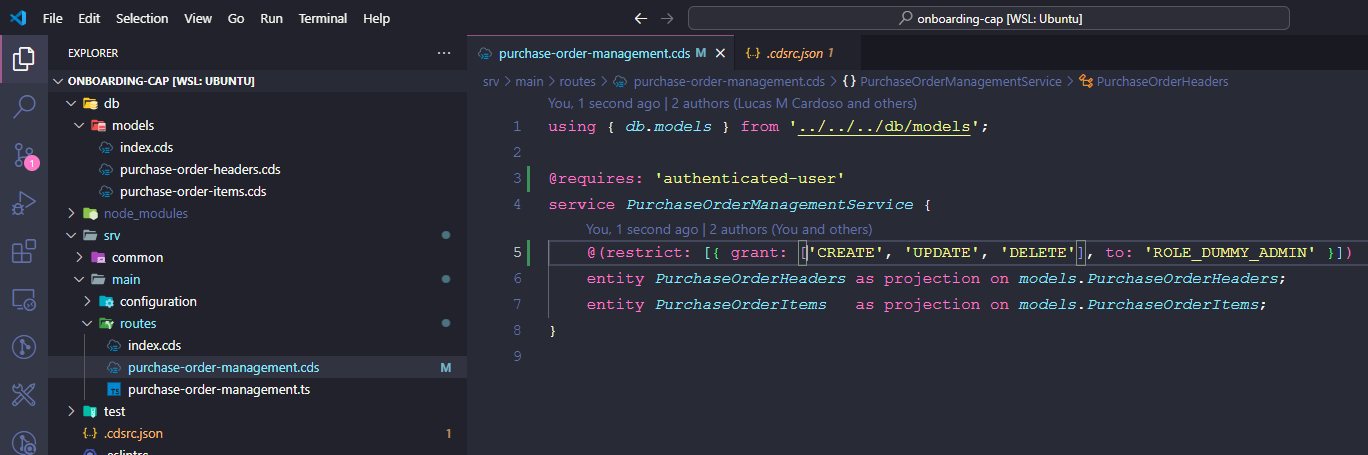 File Edit Selection View Go Run Terminal Help
onboarding-cap [WSL: Ubuntu]
EXPLORER
ONBOARDING-CAP [WSL: UBUNTU]
db
models
index.cds
purchase-order-headers.cds
purchase-order-items.cds
node_modules
srv
common
main
configuration
routes
index.cds
purchase-order-management.cds M
purchase-order-management.ts
test
{..} .cdsrc.json 1
.eslintrc
1
purchase-order-management.cds M
{..} .cdsrc.json 1
srv > main > routes > purchase-order-management.cds > {} PurchaseOrderManagementService > PurchaseOrderHeaders
You, 1 second ago | 2 authors (Lucas M Cardoso and others)
1 using { db.models } from '../../../db/models';
2
3 @requires: 'authenticated-user'
4 service PurchaseOrderManagementService {
You, 1 second ago | 2 authors (You and others)
5 @(restrict: [{ grant: ['CREATE', 'UPDATE', 'DELETE'], to: 'ROLE_DUMMY_ADMIN' }])
6 entity PurchaseOrderHeaders as projection on models.PurchaseOrderHeaders;
7 entity PurchaseOrderItems as projection on models.PurchaseOrderItems;
8 }
9